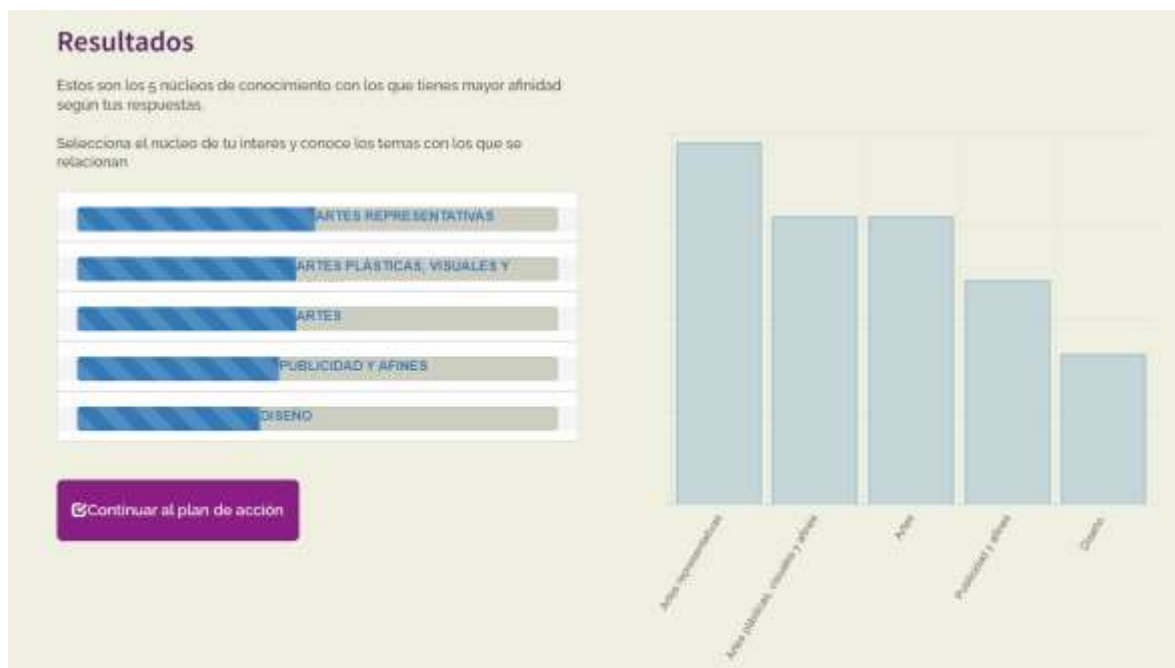 Resultados
Estos son los 5 núcleos de conocimiento con los que tienes mayor afinidad
según tus respuestas.
Selecciona el núcleo de tu interés y conoce los temas con los que se
relacionan
ARTES REPRESENTATIVAS
ARTES PLÁSTICAS, VISUALES Y
ARTES
PUBLICIDAD Y AFINES
DISEÑO
Continuar al plan de acción
Artes representativas
Artes plásticas, visuales y afines
Artes
Publicidad y afines
Diseño